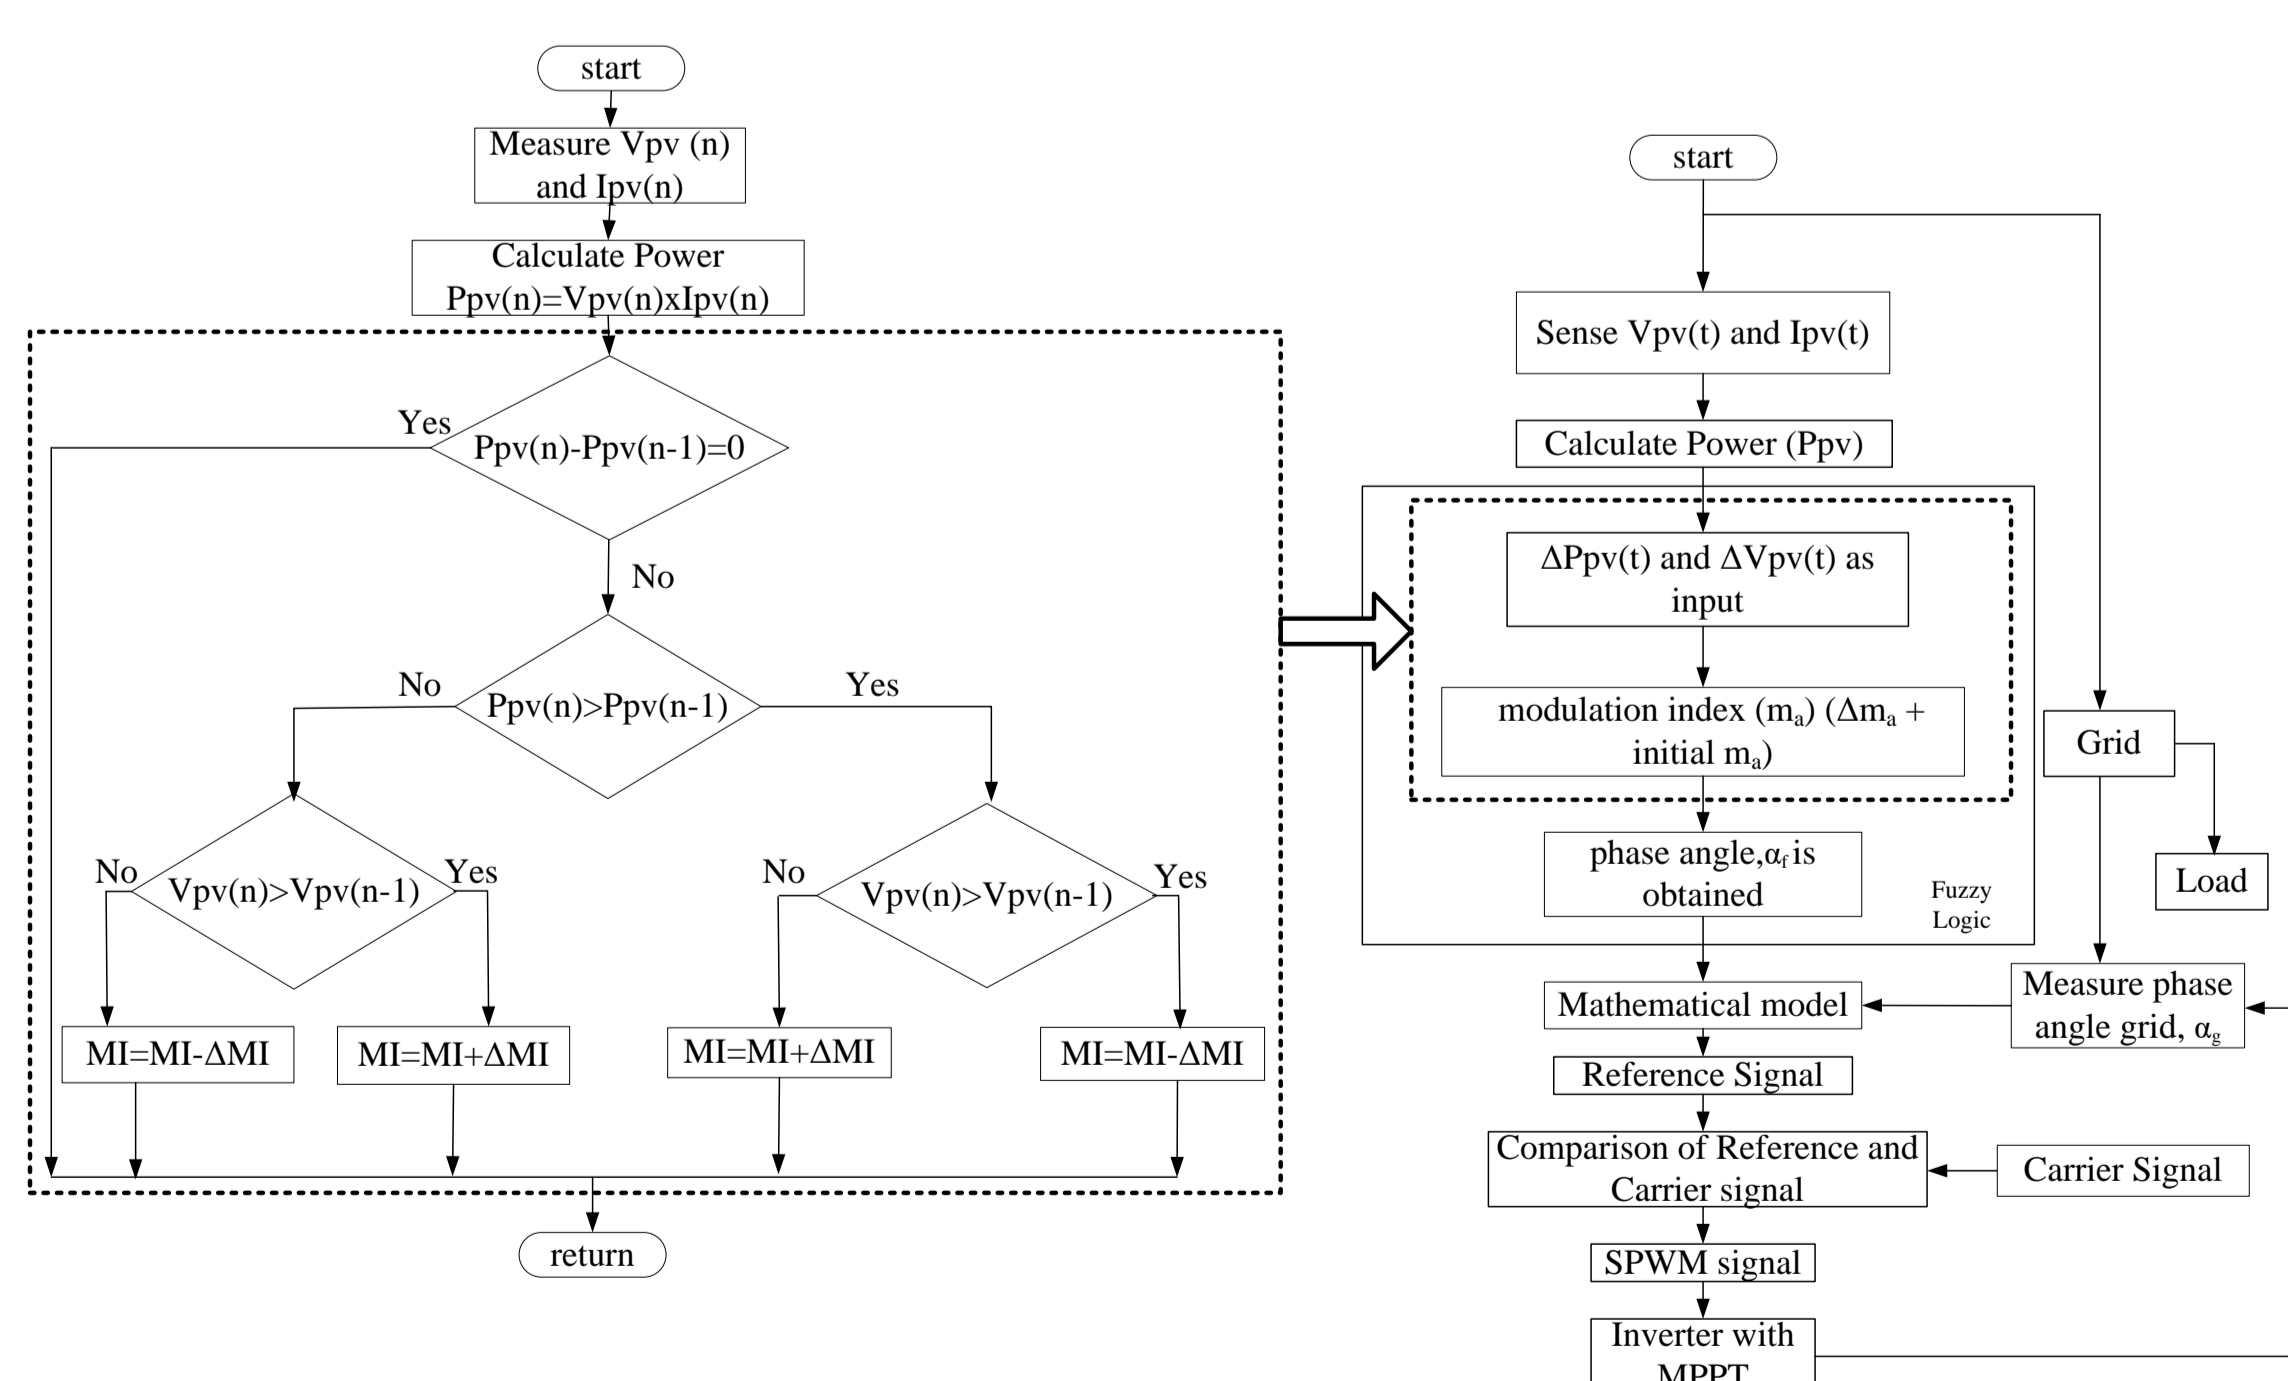 start
Measure Vpv (n)
and Ipv(n)
Calculate Power
Ppv(n)=Vpv(n)xIpv(n)
Yes
Ppv(n)-Ppv(n-1)=0
No
No
Ppv(n)>Ppv(n-1)
Yes
No
Vpv(n)>Vpv(n-1)
Yes
No
Vpv(n)>Vpv(n-1)
Yes
MI=MI-ΔMI
MI=MI+ΔMI
MI=MI+ΔMI
MI=MI-ΔMI
return
start
Sense Vpv(t) and Ipv(t)
Calculate Power (Ppv)
ΔPpv(t) and ΔVpv(t) as
input
modulation index (mₐ) (Δmₐ +
initial mₐ)
phase angle,α_f is
obtained
Fuzzy
Logic
Grid
Load
Mathematical model
Measure phase
angle grid, α_g
Reference Signal
Comparison of Reference and
Carrier signal
Carrier Signal
SPWM signal
Inverter with
MPPT